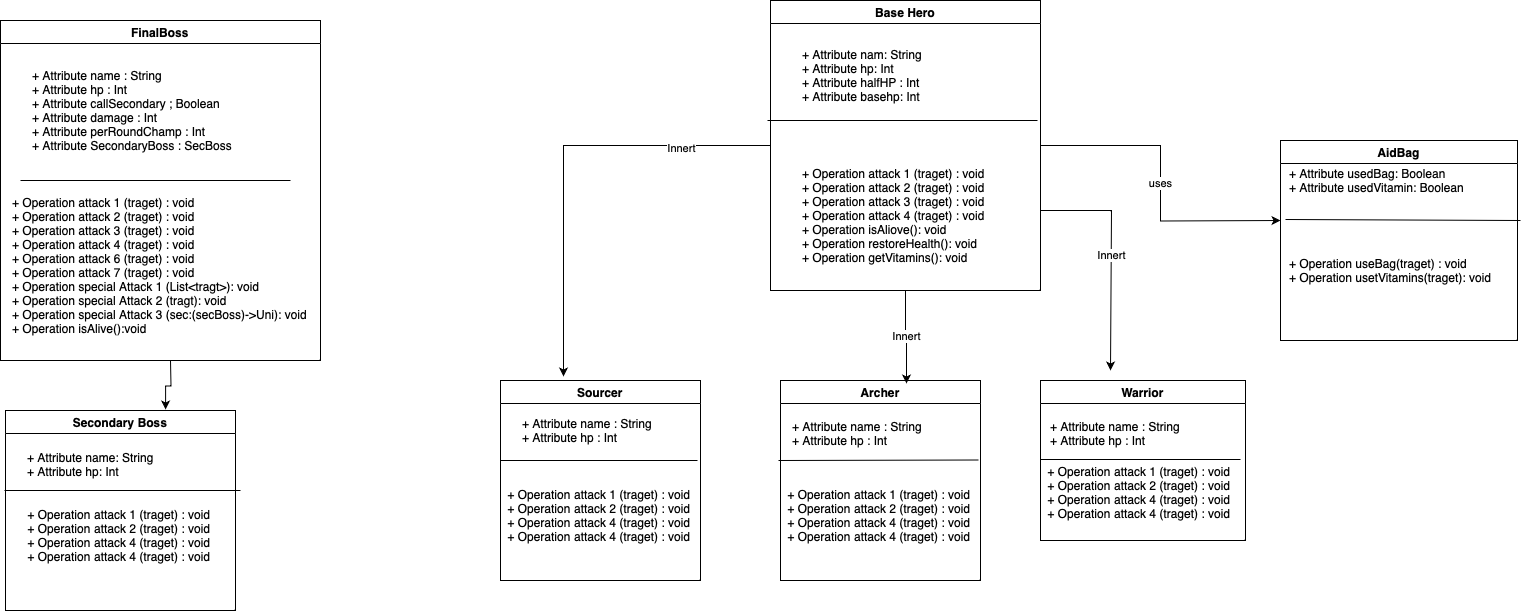 FinalBoss
+ Attribute name : String
+ Attribute hp : Int
+ Attribute callSecondary ; Boolean
+ Attribute damage : Int
+ Attribute perRoundChamp : Int
+ Attribute SecondaryBoss : SecBoss
+ Operation attack 1 (traget) : void
+ Operation attack 2 (traget) : void
+ Operation attack 3 (traget) : void
+ Operation attack 4 (traget) : void
+ Operation attack 6 (traget) : void
+ Operation attack 7 (traget) : void
+ Operation special Attack 1 (List<tragt>): void
+ Operation special Attack 2 (tragt): void
+ Operation special Attack 3 (sec:(secBoss)->Uni): void
+ Operation isAlive():void
Secondary Boss
+ Attribute name: String
+ Attribute hp: Int
+ Operation attack 1 (traget) : void
+ Operation attack 2 (traget) : void
+ Operation attack 4 (traget) : void
+ Operation attack 4 (traget) : void
Base Hero
+ Attribute nam: String
+ Attribute hp: Int
+ Attribute halfHP : Int
+ Attribute basehp: Int
+ Operation attack 1 (traget) : void
+ Operation attack 2 (traget) : void
+ Operation attack 3 (traget) : void
+ Operation attack 4 (traget) : void
+ Operation isAliove(): void
+ Operation restoreHealth(): void
+ Operation getVitamins(): void
Innert
Innert
Innert
uses
AidBag
+ Attribute usedBag: Boolean
+ Attribute usedVitamin: Boolean
+ Operation useBag(traget) : void
+ Operation usetVitamins(traget): void
Sourcer
+ Attribute name : String
+ Attribute hp : Int
+ Operation attack 1 (traget) : void
+ Operation attack 2 (traget) : void
+ Operation attack 4 (traget) : void
+ Operation attack 4 (traget) : void
Archer
+ Attribute name : String
+ Attribute hp : Int
+ Operation attack 1 (traget) : void
+ Operation attack 2 (traget) : void
+ Operation attack 4 (traget) : void
+ Operation attack 4 (traget) : void
Warrior
+ Attribute name : String
+ Attribute hp : Int
+ Operation attack 1 (traget) : void
+ Operation attack 2 (traget) : void
+ Operation attack 4 (traget) : void
+ Operation attack 4 (traget) : void